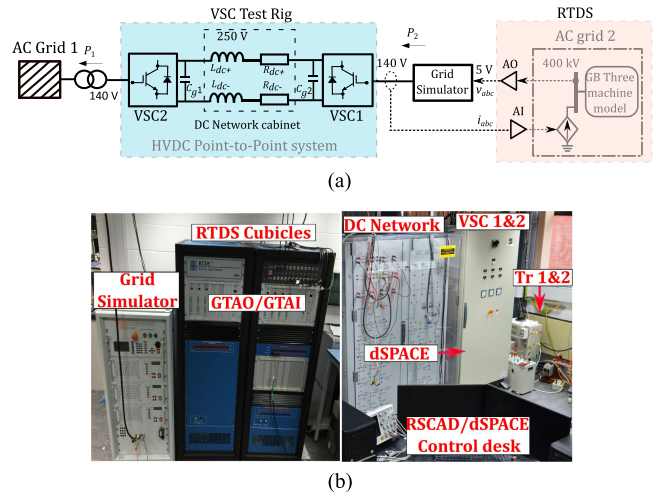 VSC Test Rig
RTDS
AC Grid 1
P1
250 V
P2
AC grid 2
Ldc+
Rdc+
140 V
Grid
Simulator
5 V
AO
400 kV
GB Three
machine
model
140 V
Cg1
Ldc-
Rdc-
Cg2
vabc
VSC2
VSC1
iabc
AI
DC Network cabinet
HVDC Point-to-Point system
(a)
RTDS Cubicles
DC Network
VSC 1&2
Grid
Simulator
GTAO/GTAI
Tr 1&2
dSPACE
RSCAD/dSPACE
Control desk
(b)